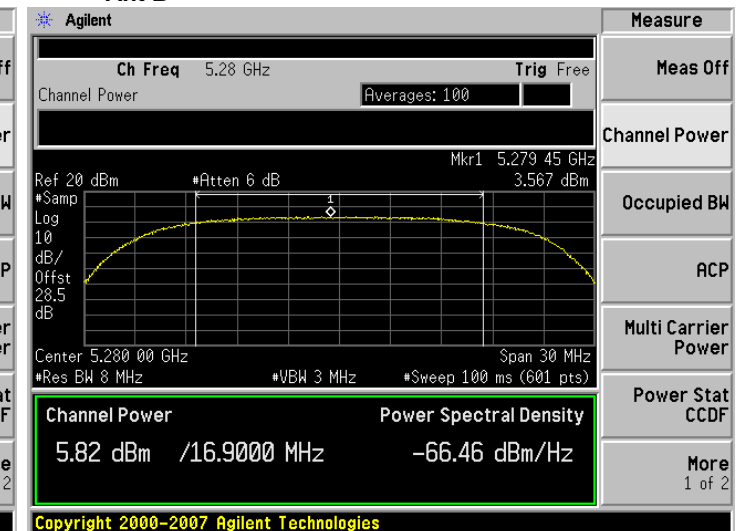 Agilent
Measure
Ch Freq 5.28 GHz Trig Free
Channel Power Averages: 100
Meas Off
Channel Power
Mkr1 5.279 45 GHz
Ref 20 dBm #Atten 6 dB 3.567 dBm
#Samp
Log
10
dB/
Offst
28.5
dB
1
Occupied BW
ACP
Multi Carrier
Power
Center 5.280 00 GHz Span 30 MHz
#Res BW 8 MHz #VBW 3 MHz #Sweep 100 ms (601 pts)
Channel Power Power Spectral Density
5.82 dBm /16.9000 MHz -66.46 dBm/Hz
Power Stat
CCDF
More
1 of 2
Copyright 2000-2007 Agilent Technologies